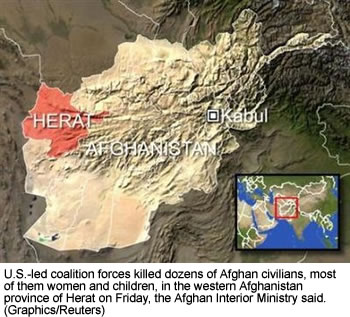 HERAT
Kabul
AFGHANISTAN
U.S.-led coalition forces killed dozens of Afghan civilians, most
of them women and children, in the western Afghanistan
province of Herat on Friday, the Afghan Interior Ministry said.
(Graphics/Reuters)